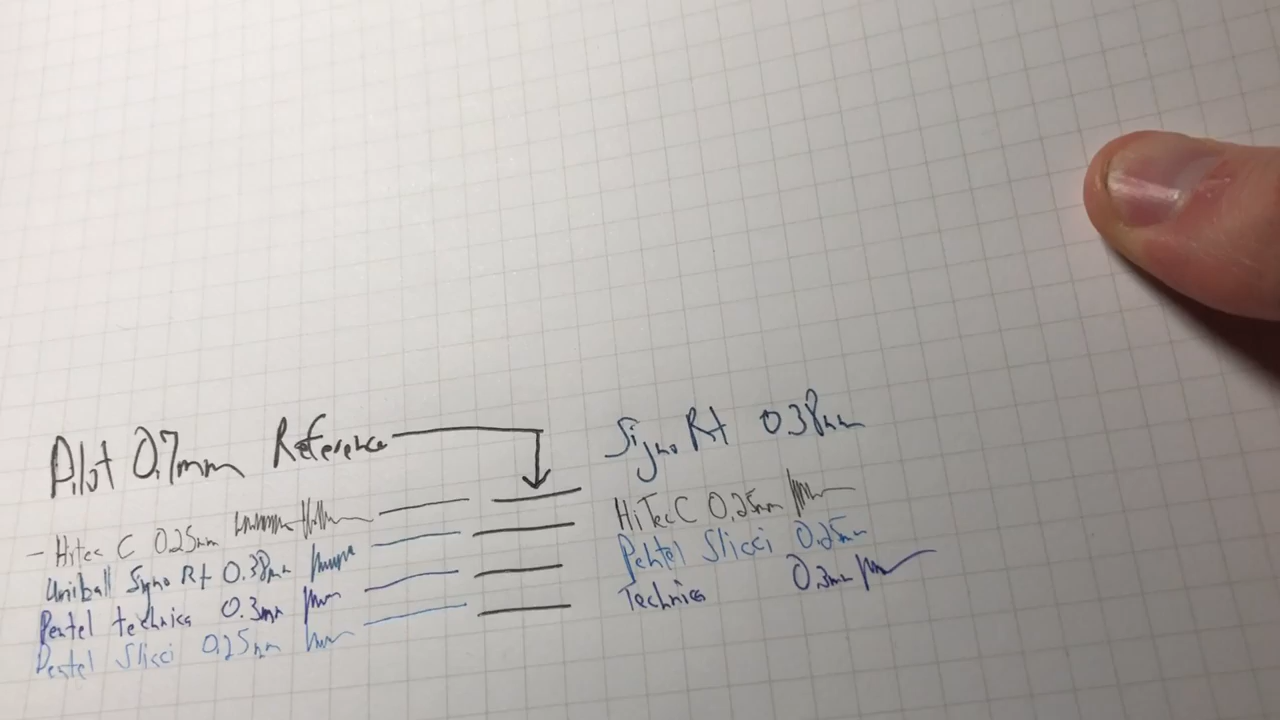 Pilot 0.7mm Reference
- Hitec C 0.25mm
Uniball Signo Rt 0.38mm
Pentel technica 0.3mm
Pentel Slicci 0.25mm
Signo Rt 0.38mm
HiTec C 0.25mm
Pentel Slicci 0.25mm
Technica 0.3mm